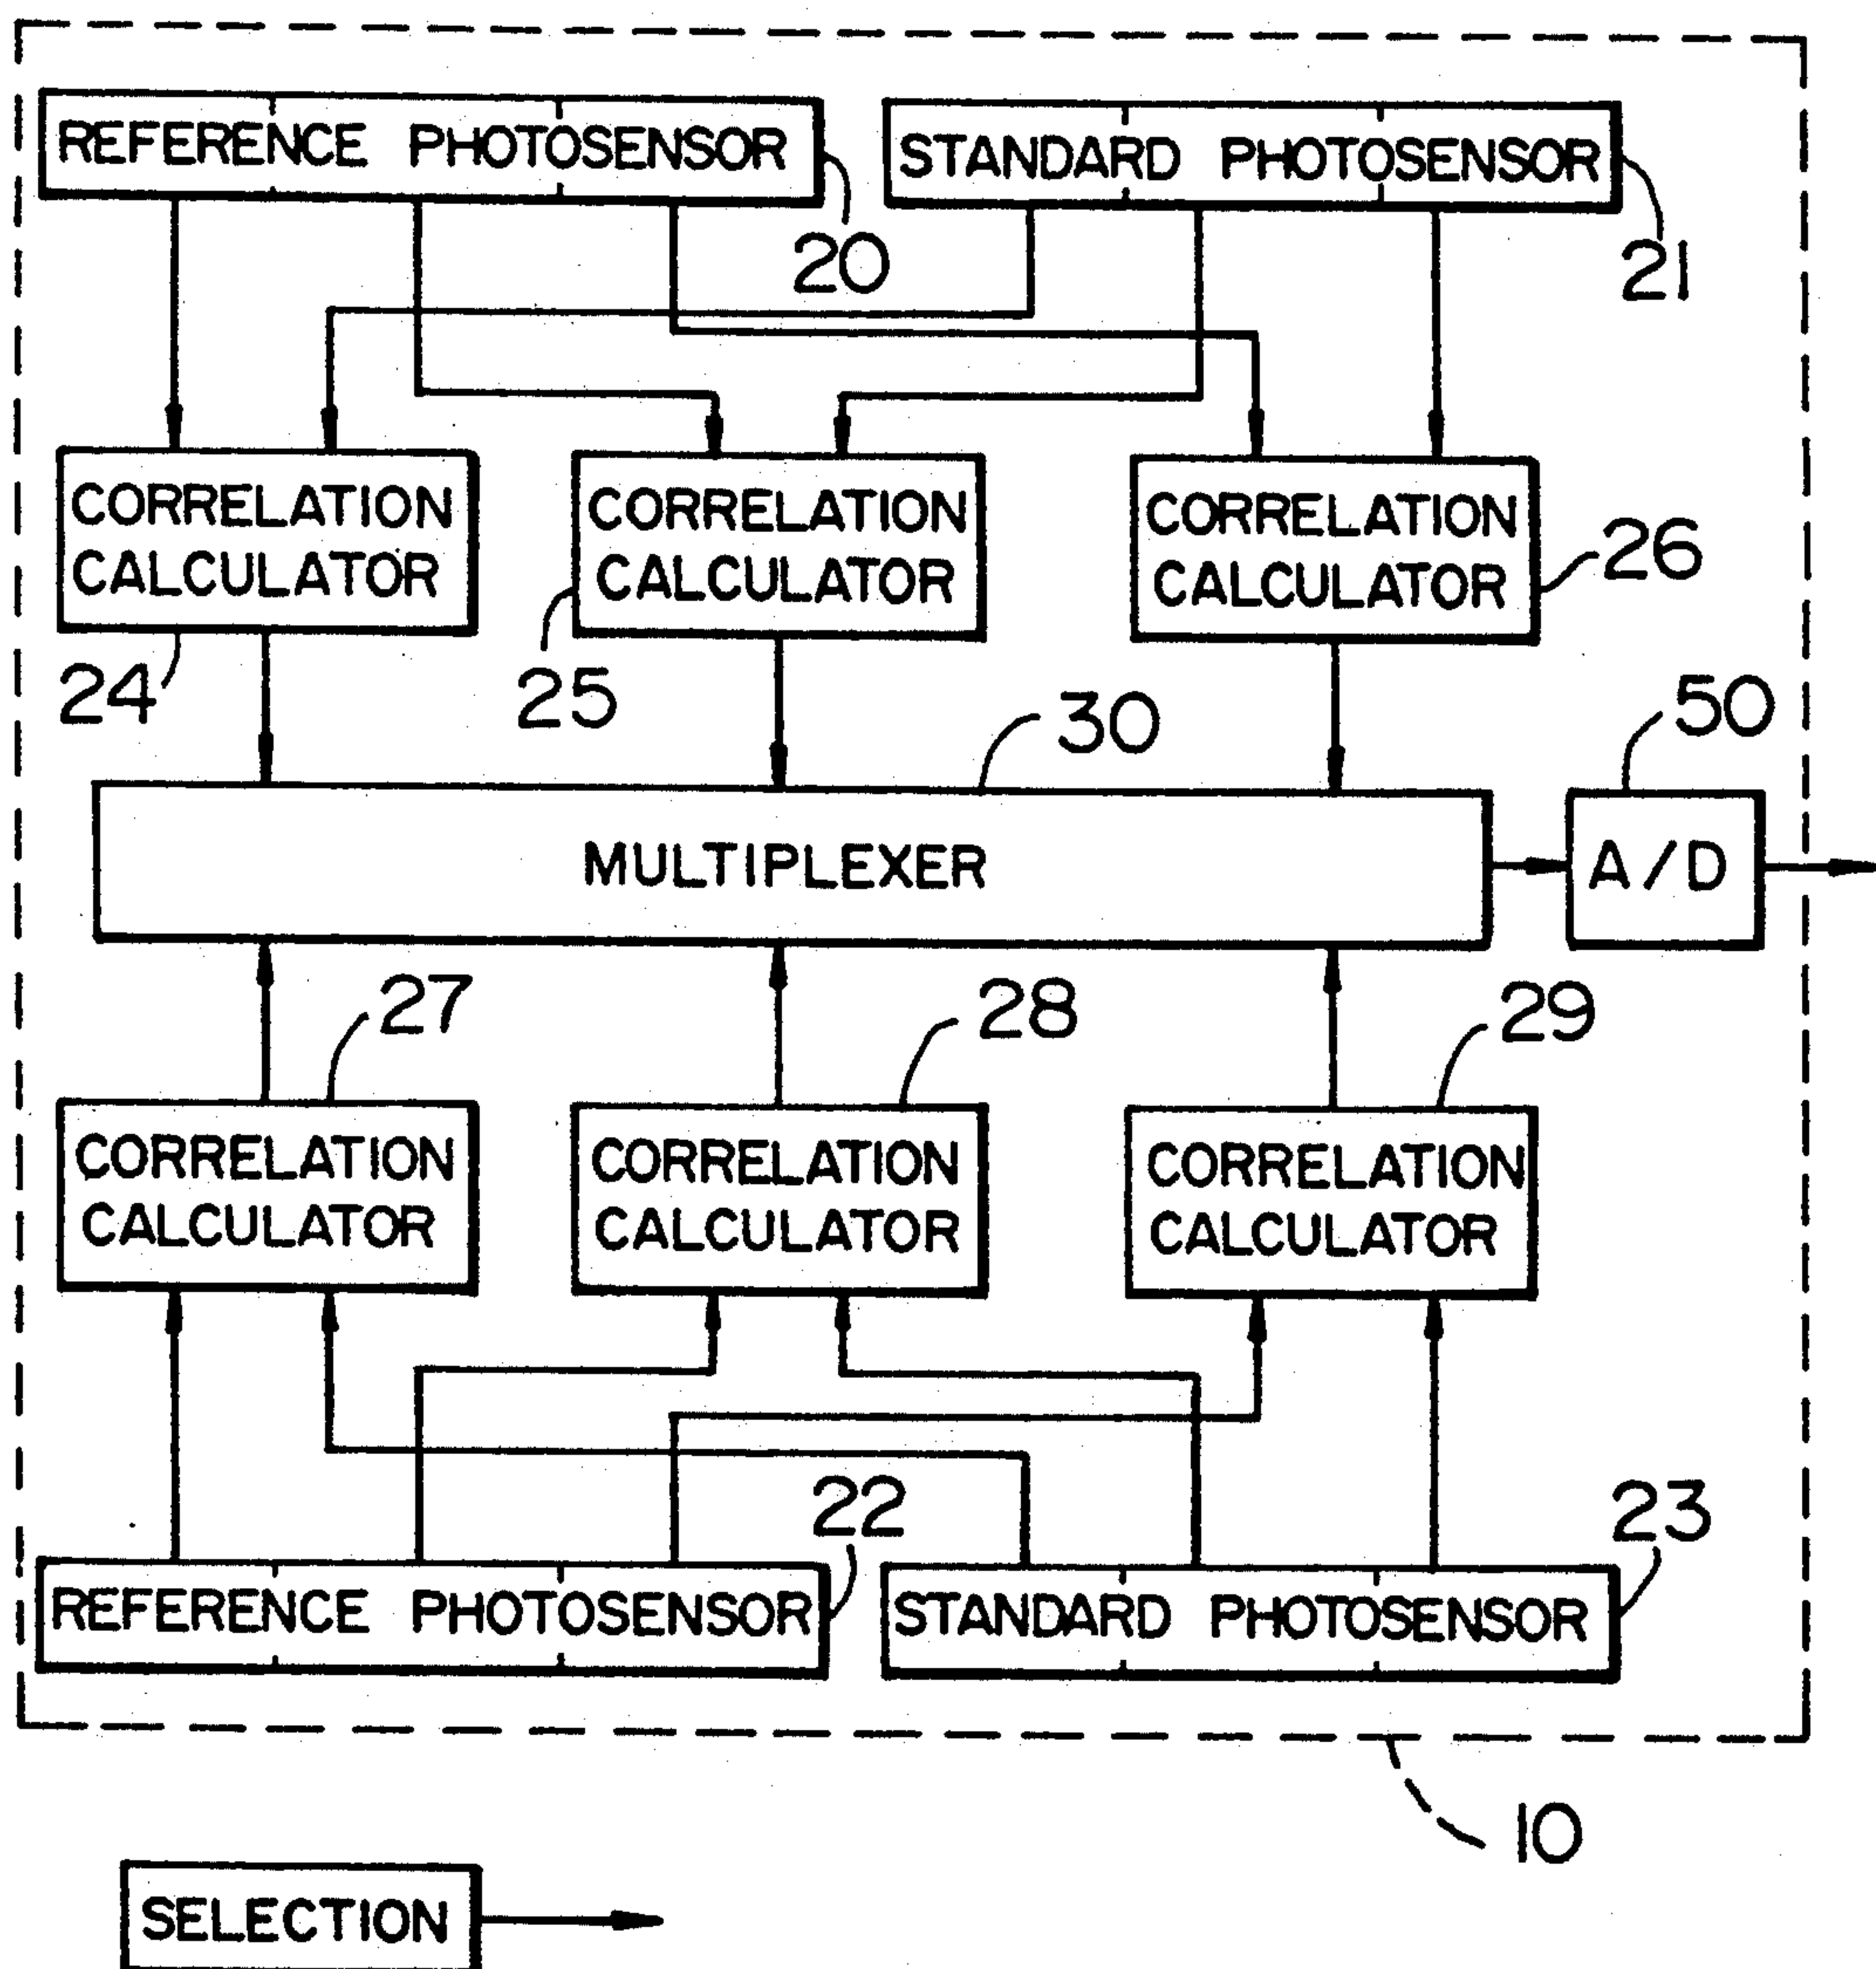 REFERENCE PHOTOSENSOR
STANDARD PHOTOSENSOR
20
21
CORRELATION
CALCULATOR
CORRELATION
CALCULATOR
CORRELATION
CALCULATOR
26
24
25
30
50
MULTIPLEXER
A/D
27
28
29
CORRELATION
CALCULATOR
CORRELATION
CALCULATOR
CORRELATION
CALCULATOR
22
23
REFERENCE PHOTOSENSOR
STANDARD PHOTOSENSOR
10
SELECTION